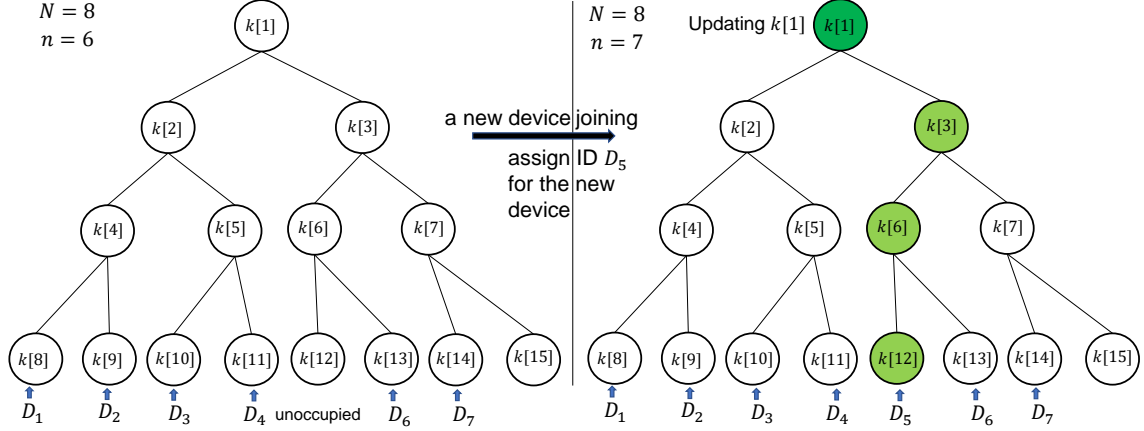 N = 8
n = 6
k[1]
k[2]
k[3]
k[4]
k[5]
k[6]
k[7]
k[8]
k[9]
k[10]
k[11]
k[12]
k[13]
k[14]
k[15]
D₁
D₂
D₃
D₄
unoccupied
D₆
D₇
a new device joining
assign ID D₅
for the new
device
N = 8
n = 7
Updating k[1]
k[1]
k[2]
k[3]
k[4]
k[5]
k[6]
k[7]
k[8]
k[9]
k[10]
k[11]
k[12]
k[13]
k[14]
k[15]
D₁
D₂
D₃
D₄
D₅
D₆
D₇